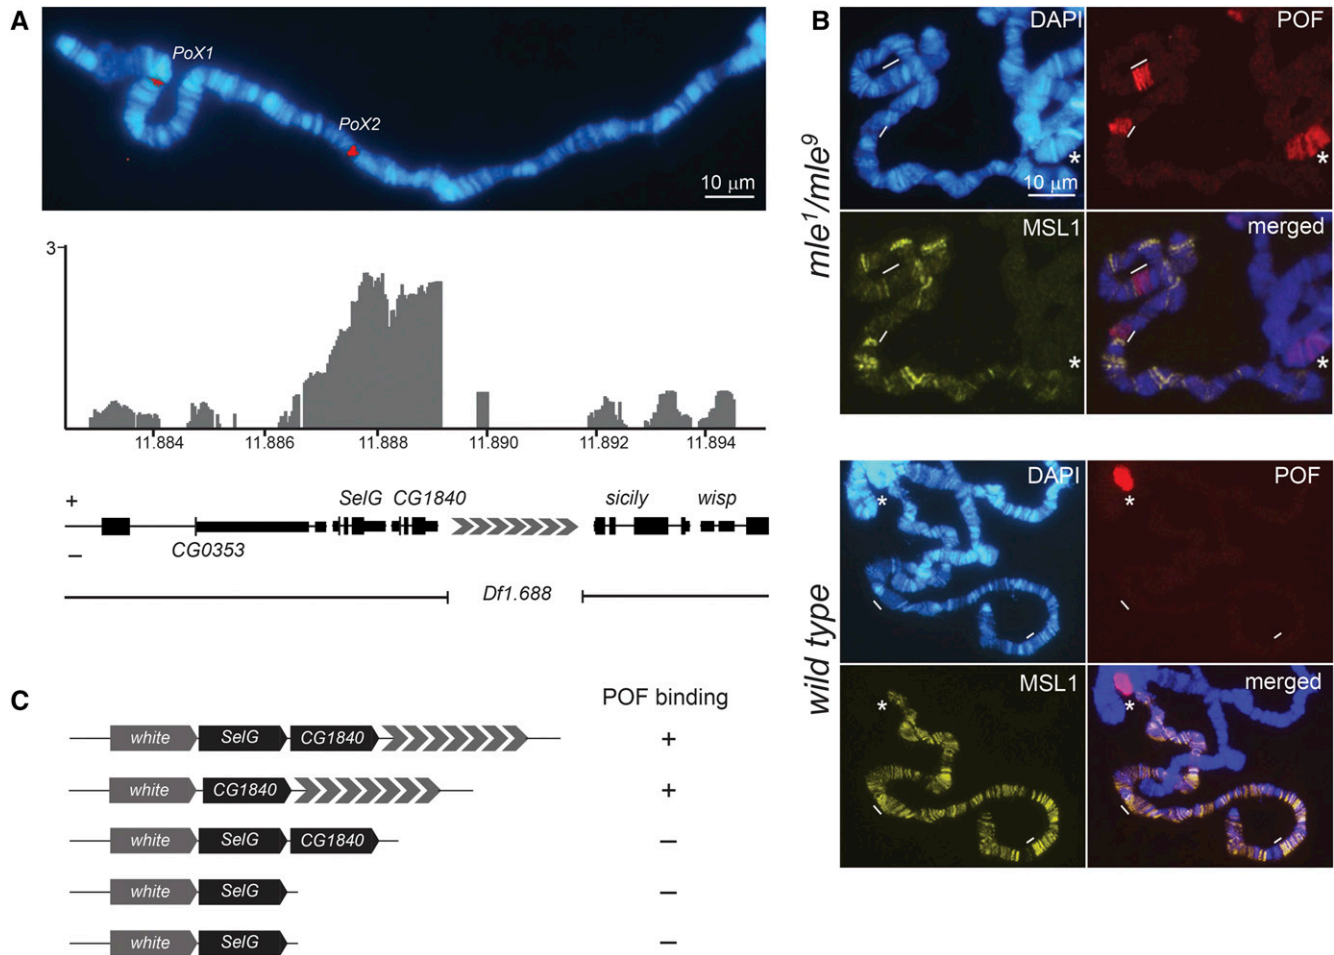 A
PoX1
PoX2
10 µm
3
11.884
11.886
11.888
11.890
11.892
11.894
+
SelG
CG1840
sicily
wisp
CG0353
−
Df1.688
B
mle1/mle9
DAPI
POF
*
10 µm
*
MSL1
merged
*
*
wild type
DAPI
POF
*
*
MSL1
merged
*
*
C
POF binding
white SelG CG1840 +
white CG1840 +
white SelG CG1840 −
white SelG −
white SelG −